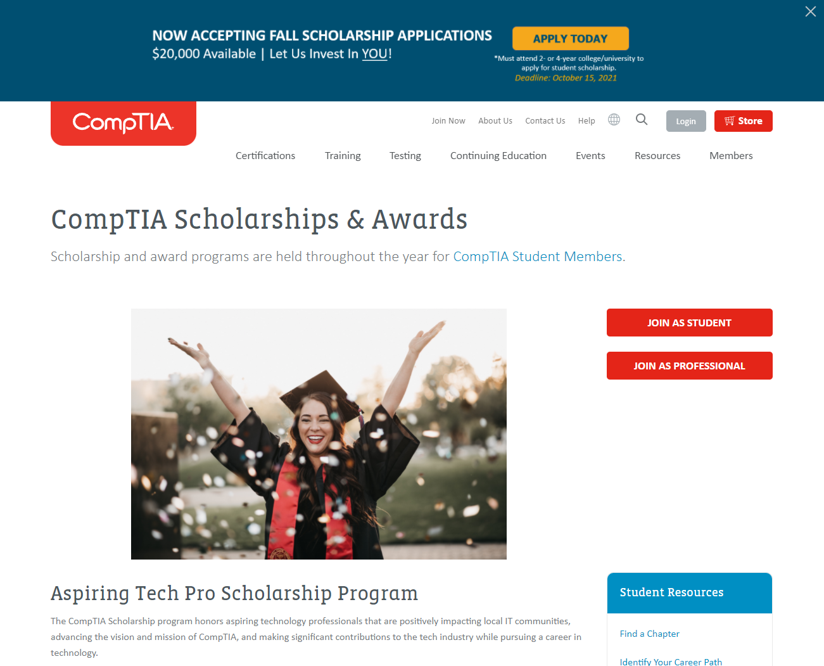 NOW ACCEPTING FALL SCHOLARSHIP APPLICATIONS
$20,000 Available | Let Us Invest In YOU!
APPLY TODAY
*Must attend 2- or 4-year college/university to
apply for student scholarship.
Deadline: October 15, 2021
CompTIA.
Join Now About Us Contact Us Help Login Store
Certifications Training Testing Continuing Education Events Resources Members
CompTIA Scholarships & Awards
Scholarship and award programs are held throughout the year for CompTIA Student Members.
JOIN AS STUDENT
JOIN AS PROFESSIONAL
Aspiring Tech Pro Scholarship Program
The CompTIA Scholarship program honors aspiring technology professionals that are positively impacting local IT communities,
advancing the vision and mission of CompTIA, and making significant contributions to the tech industry while pursuing a career in
technology.
Student Resources
Find a Chapter
Identify Your Career Path